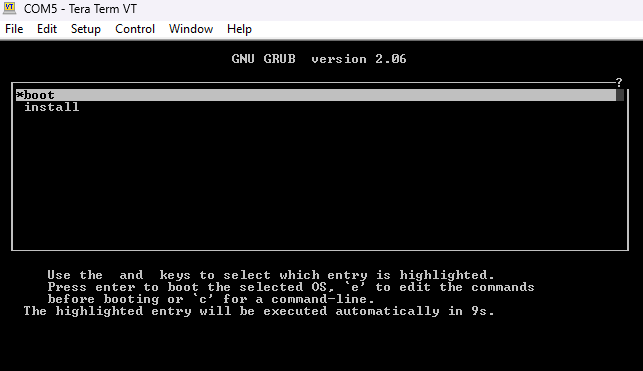 VT COM5 - Tera Term VT
File Edit Setup Control Window Help
GNU GRUB version 2.06
?
*boot
install
Use the and keys to select which entry is highlighted.
Press enter to boot the selected OS, `e' to edit the commands
before booting or `c' for a command-line.
The highlighted entry will be executed automatically in 9s.